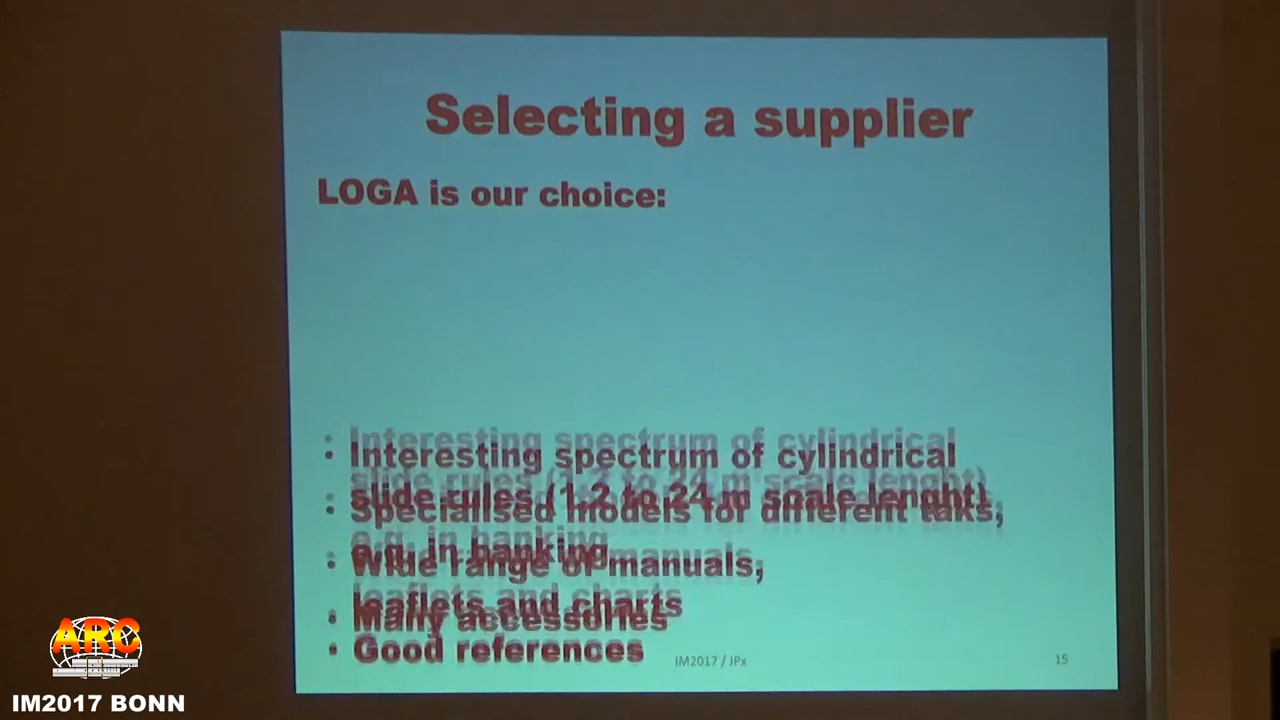 Selecting a supplier
LOGA is our choice:
• Interesting spectrum of cylindrical
slide rules (1,2 to 24 m scale lenght)
• Specialised models for different taks,
e.g. in banking
• Wide range of manuals,
leaflets and charts
• Many accessories
• Good references
IM2017 / JPx
15
ARC
IM2017 BONN